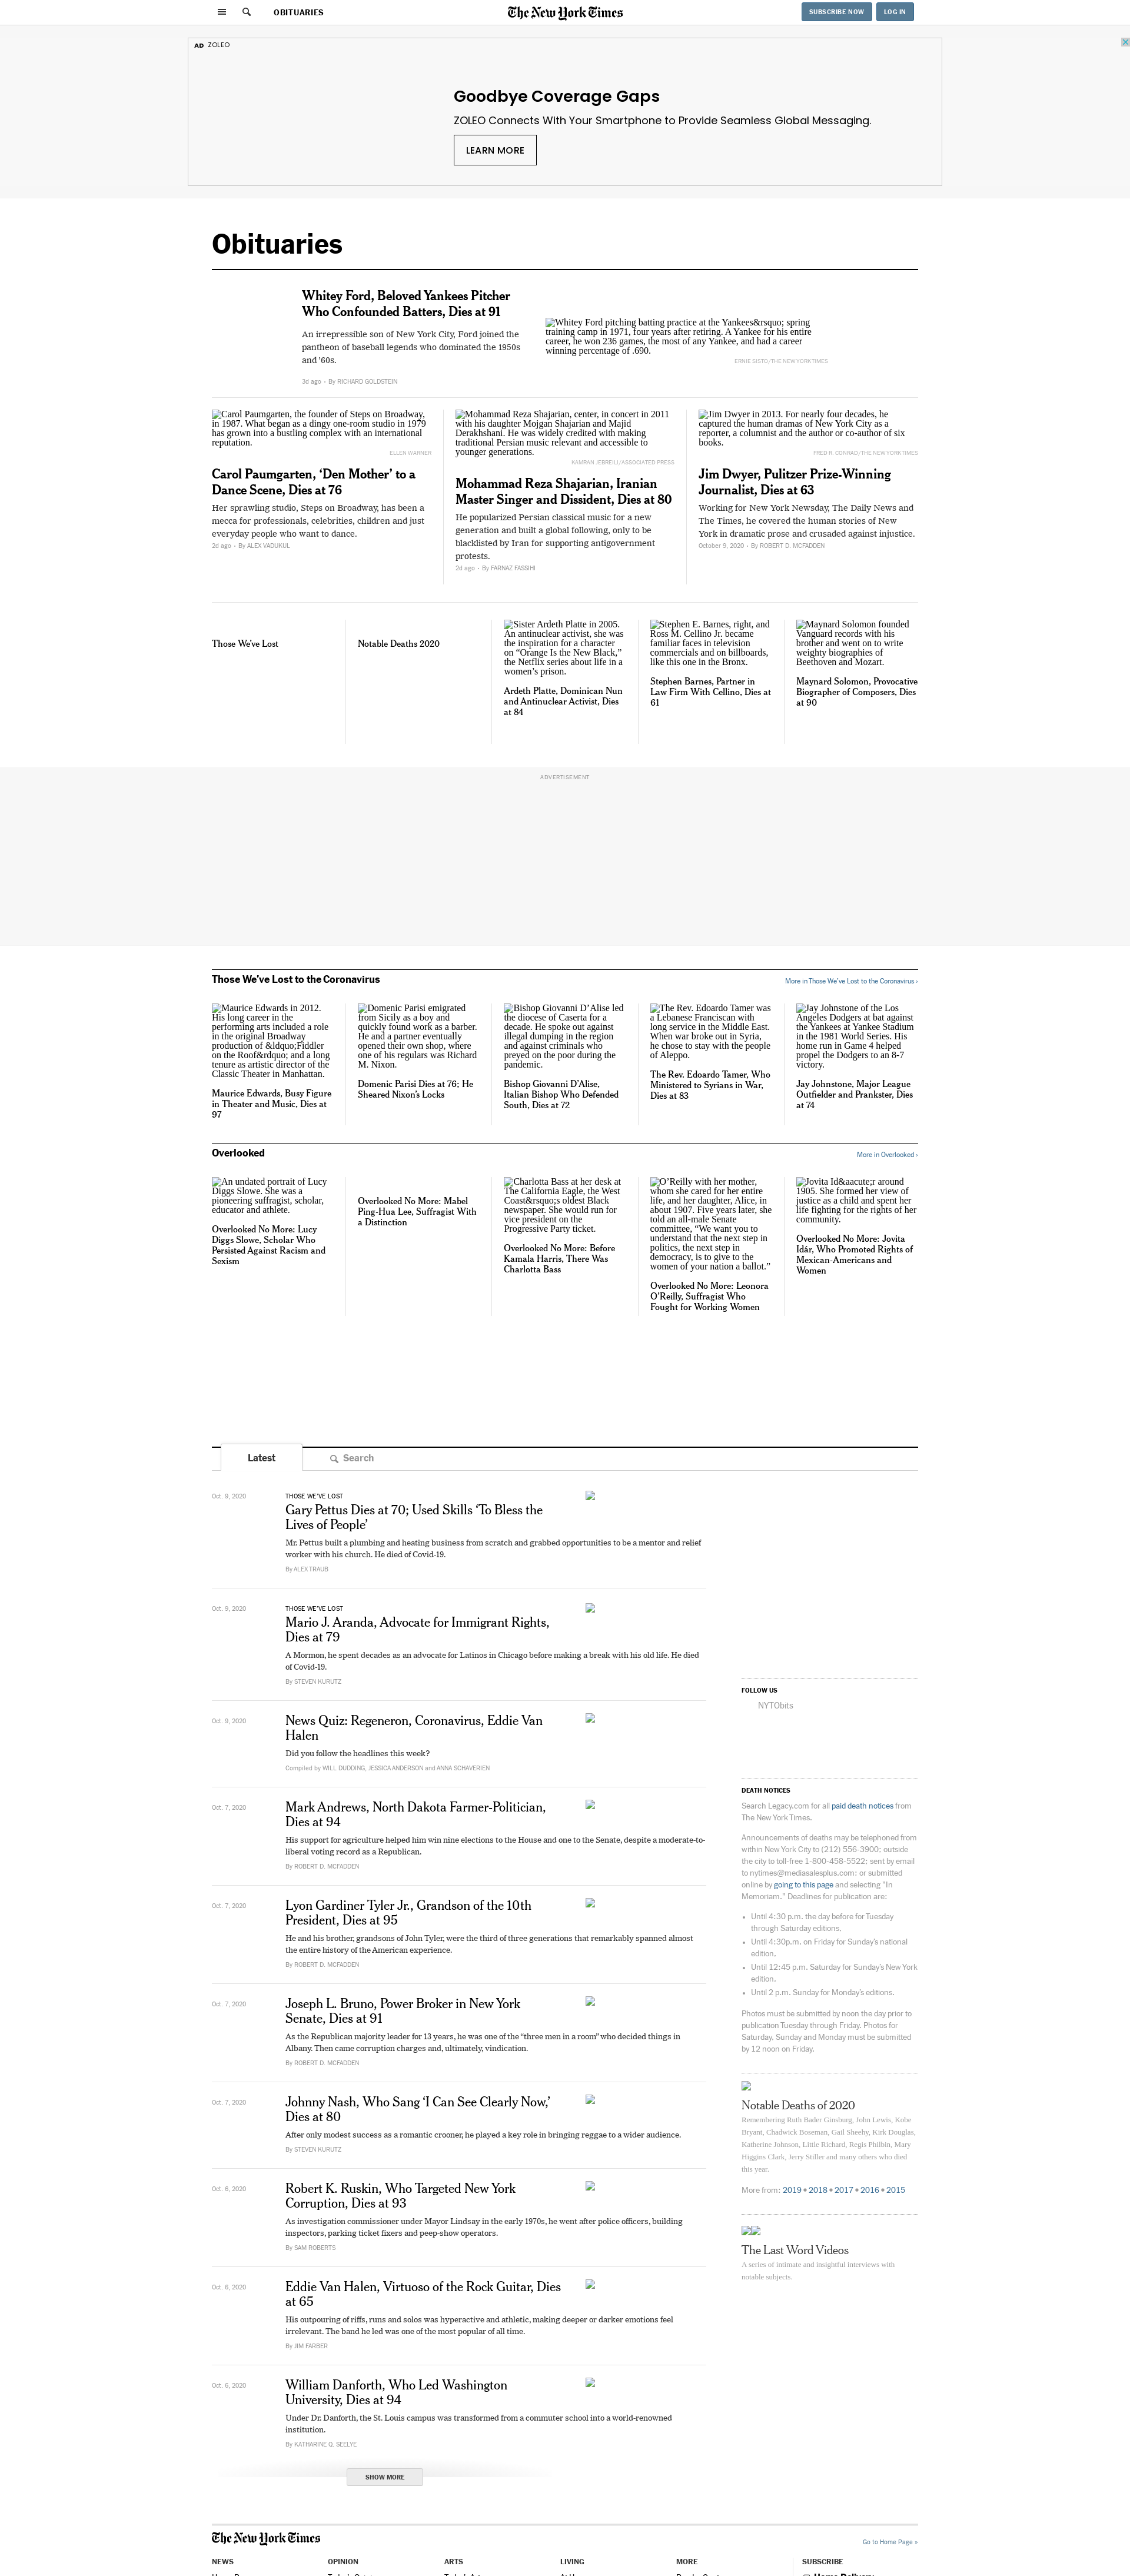 OBITUARIES
The New York Times
SUBSCRIBE NOW
LOG IN
AD ZOLEO
Goodbye Coverage Gaps
ZOLEO Connects With Your Smartphone to Provide Seamless Global Messaging.
LEARN MORE
Obituaries
Whitey Ford, Beloved Yankees Pitcher
Who Confounded Batters, Dies at 91
An irrepressible son of New York City, Ford joined the
pantheon of baseball legends who dominated the 1950s
and ’60s.
3d ago • By RICHARD GOLDSTEIN
Whitey Ford pitching batting practice at the Yankees&rsquo; spring
training camp in 1971, four years after retiring. A Yankee for his entire
career, he won 236 games, the most of any Yankee, and had a career
winning percentage of .690.
ERNIE SISTO/THE NEW YORK TIMES
Carol Paumgarten, the founder of Steps on Broadway,
in 1987. What began as a dingy one-room studio in 1979
has grown into a bustling complex with an international
reputation.
ELLEN WARNER
Carol Paumgarten, ‘Den Mother’ to a
Dance Scene, Dies at 76
Her sprawling studio, Steps on Broadway, has been a
mecca for professionals, celebrities, children and just
everyday people who want to dance.
2d ago • By ALEX VADUKUL
Mohammad Reza Shajarian, center, in concert in 2011
with his daughter Mojgan Shajarian and Majid
Derakhshani. He was widely credited with making
traditional Persian music relevant and accessible to
younger generations.
KAMRAN JEBREILI/ASSOCIATED PRESS
Mohammad Reza Shajarian, Iranian
Master Singer and Dissident, Dies at 80
He popularized Persian classical music for a new
generation and built a global following, only to be
blacklisted by Iran for supporting antigovernment
protests.
2d ago • By FARNAZ FASSIHI
Jim Dwyer in 2013. For nearly four decades, he
captured the human dramas of New York City as a
reporter, a columnist and the author or co-author of six
books.
FRED R. CONRAD/THE NEW YORK TIMES
Jim Dwyer, Pulitzer Prize-Winning
Journalist, Dies at 63
Working for New York Newsday, The Daily News and
The Times, he covered the human stories of New
York in dramatic prose and crusaded against injustice.
October 9, 2020 • By ROBERT D. MCFADDEN
Those We’ve Lost
Notable Deaths 2020
Sister Ardeth Platte in 2005.
An antinuclear activist, she was
the inspiration for a character
on “Orange Is the New Black,”
the Netflix series about life in a
women’s prison.
Ardeth Platte, Dominican Nun
and Antinuclear Activist, Dies
at 84
Stephen E. Barnes, right, and
Ross M. Cellino Jr. became
familiar faces in television
commercials and on billboards,
like this one in the Bronx.
Stephen Barnes, Partner in
Law Firm With Cellino, Dies at
61
Maynard Solomon founded
Vanguard records with his
brother and went on to write
weighty biographies of
Beethoven and Mozart.
Maynard Solomon, Provocative
Biographer of Composers, Dies
at 90
ADVERTISEMENT
Those We’ve Lost to the Coronavirus
More in Those We’ve Lost to the Coronavirus ›
Maurice Edwards in 2012.
His long career in the
performing arts included a role
in the original Broadway
production of &ldquo;Fiddler
on the Roof&rdquo; and a long
tenure as artistic director of the
Classic Theater in Manhattan.
Maurice Edwards, Busy Figure
in Theater and Music, Dies at
97
Domenic Parisi emigrated
from Sicily as a boy and
quickly found work as a barber.
He and a partner eventually
opened their own shop, where
one of his regulars was Richard
M. Nixon.
Domenic Parisi Dies at 76; He
Sheared Nixon’s Locks
Bishop Giovanni D’Alise led
the diocese of Caserta for a
decade. He spoke out against
illegal dumping in the region
and against criminals who
preyed on the poor during the
pandemic.
Bishop Giovanni D’Alise,
Italian Bishop Who Defended
South, Dies at 72
The Rev. Edoardo Tamer was
a Lebanese Franciscan with
long service in the Middle East.
When war broke out in Syria,
he chose to stay with the people
of Aleppo.
The Rev. Edoardo Tamer, Who
Ministered to Syrians in War,
Dies at 83
Jay Johnstone of the Los
Angeles Dodgers at bat against
the Yankees at Yankee Stadium
in the 1981 World Series. His
home run in Game 4 helped
propel the Dodgers to an 8-7
victory.
Jay Johnstone, Major League
Outfielder and Prankster, Dies
at 74
Overlooked
More in Overlooked ›
An undated portrait of Lucy
Diggs Slowe. She was a
pioneering suffragist, scholar,
educator and athlete.
Overlooked No More: Lucy
Diggs Slowe, Scholar Who
Persisted Against Racism and
Sexism
Overlooked No More: Mabel
Ping-Hua Lee, Suffragist With
a Distinction
Charlotta Bass at her desk at
The California Eagle, the West
Coast&rsquo;s oldest Black
newspaper. She would run for
vice president on the
Progressive Party ticket.
Overlooked No More: Before
Kamala Harris, There Was
Charlotta Bass
O’Reilly with her mother,
whom she cared for her entire
life, and her daughter, Alice, in
about 1907. Five years later, she
told an all-male Senate
committee, “We want you to
understand that the next step in
politics, the next step in
democracy, is to give to the
women of your nation a ballot.”
Overlooked No More: Leonora
O’Reilly, Suffragist Who
Fought for Working Women
Jovita Id&aacute;r around
1905. She formed her view of
justice as a child and spent her
life fighting for the rights of her
community.
Overlooked No More: Jovita
Idár, Who Promoted Rights of
Mexican-Americans and
Women
Latest
Search
Oct. 9, 2020
THOSE WE’VE LOST
Gary Pettus Dies at 70; Used Skills ‘To Bless the
Lives of People’
Mr. Pettus built a plumbing and heating business from scratch and grabbed opportunities to be a mentor and relief
worker with his church. He died of Covid-19.
By ALEX TRAUB
Oct. 9, 2020
THOSE WE’VE LOST
Mario J. Aranda, Advocate for Immigrant Rights,
Dies at 79
A Mormon, he spent decades as an advocate for Latinos in Chicago before making a break with his old life. He died
of Covid-19.
By STEVEN KURUTZ
Oct. 9, 2020
News Quiz: Regeneron, Coronavirus, Eddie Van
Halen
Did you follow the headlines this week?
Compiled by WILL DUDDING, JESSICA ANDERSON and ANNA SCHAVERIEN
Oct. 7, 2020
Mark Andrews, North Dakota Farmer-Politician,
Dies at 94
His support for agriculture helped him win nine elections to the House and one to the Senate, despite a moderate-to-
liberal voting record as a Republican.
By ROBERT D. MCFADDEN
Oct. 7, 2020
Lyon Gardiner Tyler Jr., Grandson of the 10th
President, Dies at 95
He and his brother, grandsons of John Tyler, were the third of three generations that remarkably spanned almost
the entire history of the American experience.
By ROBERT D. MCFADDEN
Oct. 7, 2020
Joseph L. Bruno, Power Broker in New York
Senate, Dies at 91
As the Republican majority leader for 13 years, he was one of the “three men in a room” who decided things in
Albany. Then came corruption charges and, ultimately, vindication.
By ROBERT D. MCFADDEN
Oct. 7, 2020
Johnny Nash, Who Sang ‘I Can See Clearly Now,’
Dies at 80
After only modest success as a romantic crooner, he played a key role in bringing reggae to a wider audience.
By STEVEN KURUTZ
Oct. 6, 2020
Robert K. Ruskin, Who Targeted New York
Corruption, Dies at 93
As investigation commissioner under Mayor Lindsay in the early 1970s, he went after police officers, building
inspectors, parking ticket fixers and peep-show operators.
By SAM ROBERTS
Oct. 6, 2020
Eddie Van Halen, Virtuoso of the Rock Guitar, Dies
at 65
His outpouring of riffs, runs and solos was hyperactive and athletic, making deeper or darker emotions feel
irrelevant. The band he led was one of the most popular of all time.
By JIM FARBER
Oct. 6, 2020
William Danforth, Who Led Washington
University, Dies at 94
Under Dr. Danforth, the St. Louis campus was transformed from a commuter school into a world-renowned
institution.
By KATHARINE Q. SEELYE
SHOW MORE
FOLLOW US
NYTObits
DEATH NOTICES
Search Legacy.com for all paid death notices from
The New York Times.
Announcements of deaths may be telephoned from
within New York City to (212) 556-3900; outside
the city to toll-free 1-800-458-5522; sent by email
to nytimes@mediasalesplus.com; or submitted
online by going to this page and selecting "In
Memoriam." Deadlines for publication are:
• Until 4:30 p.m. the day before for Tuesday
through Saturday editions.
• Until 4:30p.m. on Friday for Sunday’s national
edition.
• Until 12:45 p.m. Saturday for Sunday’s New York
edition.
• Until 2 p.m. Sunday for Monday’s editions.
Photos must be submitted by noon the day prior to
publication Tuesday through Friday. Photos for
Saturday, Sunday and Monday must be submitted
by 12 noon on Friday.
Notable Deaths of 2020
Remembering Ruth Bader Ginsburg, John Lewis, Kobe
Bryant, Chadwick Boseman, Gail Sheehy, Kirk Douglas,
Katherine Johnson, Little Richard, Regis Philbin, Mary
Higgins Clark, Jerry Stiller and many others who died
this year.
More from: 2019 • 2018 • 2017 • 2016 • 2015
The Last Word Videos
A series of intimate and insightful interviews with
notable subjects.
The New York Times
Go to Home Page »
NEWS
OPINION
ARTS
LIVING
MORE
SUBSCRIBE